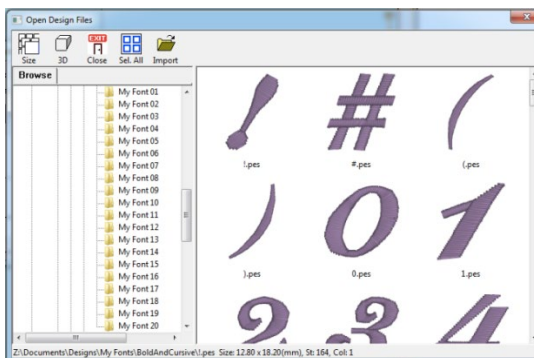 Open Design Files
EXIT
Size 3D Close Sel. All Import
Browse
My Font 01
My Font 02
My Font 03
My Font 04
My Font 05
My Font 06
My Font 07
My Font 08
My Font 09
My Font 10
My Font 11
My Font 12
My Font 13
My Font 14
My Font 15
My Font 16
My Font 17
My Font 18
My Font 19
My Font 20
! # (
!.pes #.pes (.pes
) 0 1
).pes 0.pes 1.pes
2 3 4
Z:\Documents\Designs\My Fonts\BoldAndCursive\!.pes Size: 12.80 x 18.20(mm), St: 164, Col: 1